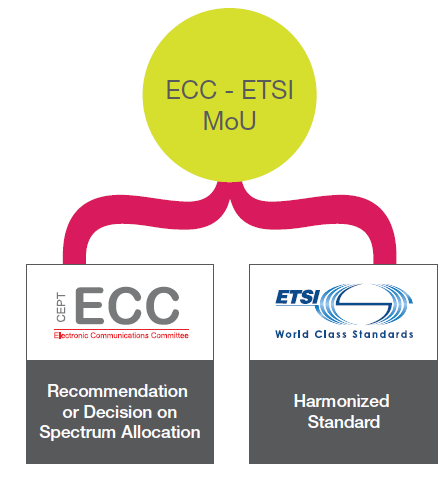 ECC - ETSI
MoU
CEPT
ECC
Electronic Communications Committee
ETSI
World Class Standards
Recommendation
or Decision on
Spectrum Allocation
Harmonized
Standard